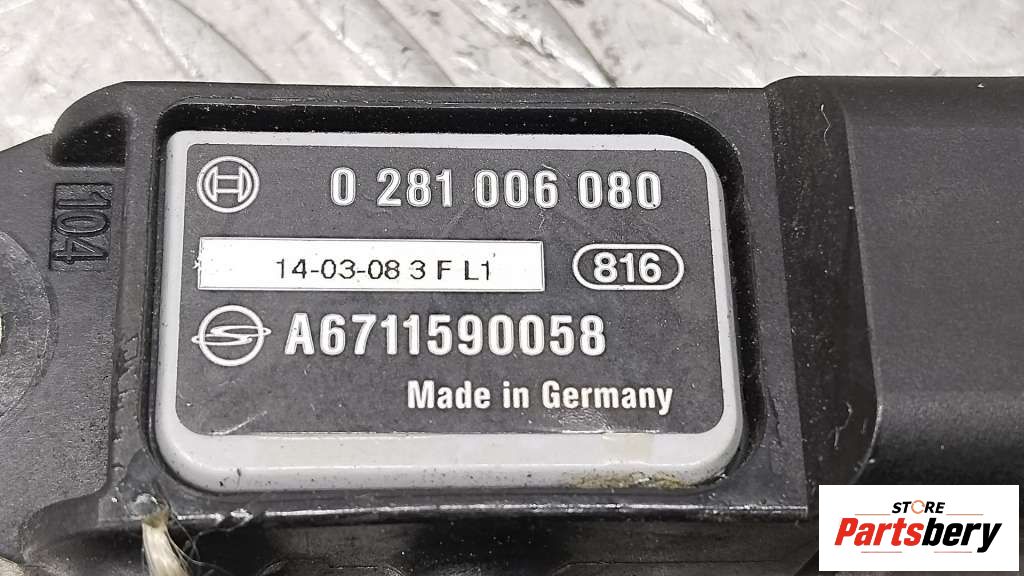 0 281 006 080
14-03-08 3 F L1
816
A6711590058
Made in Germany
104
STORE
Partsbery